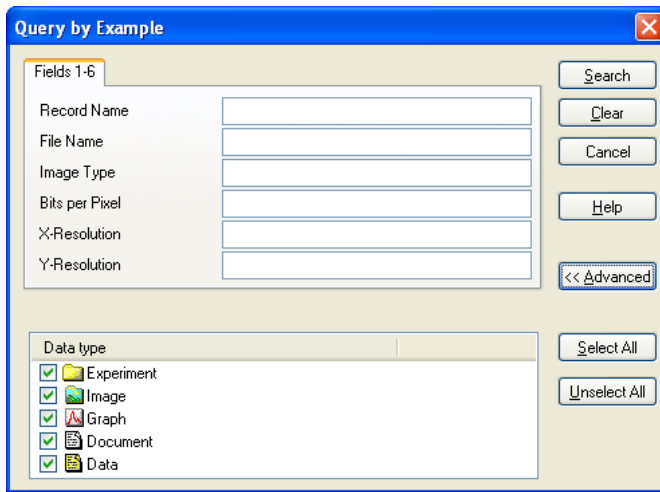 Query by Example
Fields 1-6
Record Name
File Name
Image Type
Bits per Pixel
X-Resolution
Y-Resolution
Search
Clear
Cancel
Help
<< Advanced
Data type
Experiment
Image
Graph
Document
Data
Select All
Unselect All